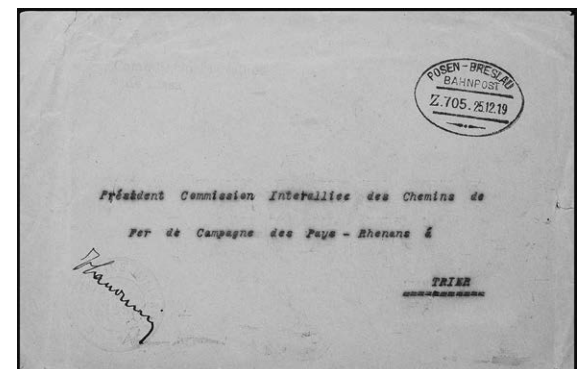 POSEN-BRESLAU
BAHNPOST
Z.705.25.12.19
Président Commission Interalliee des Chemins de
Fer de Campagne des Pays - Rhenans á
TRIER